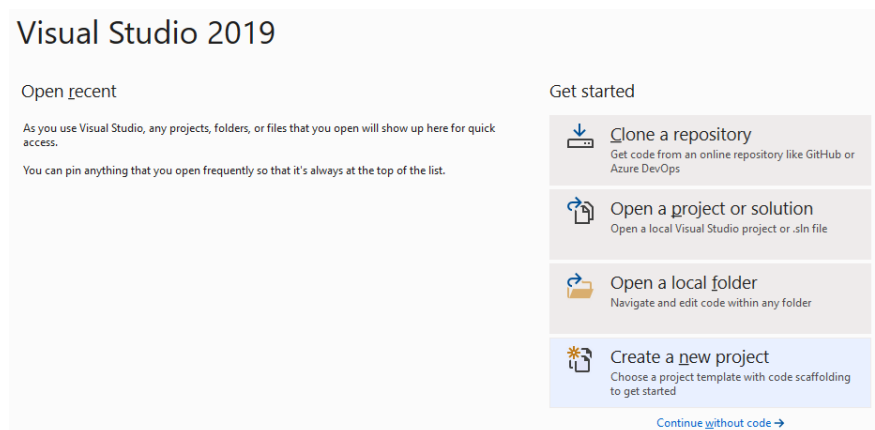 Visual Studio 2019
Open recent
As you use Visual Studio, any projects, folders, or files that you open will show up here for quick
access.
You can pin anything that you open frequently so that it's always at the top of the list.
Get started
Clone a repository
Get code from an online repository like GitHub or
Azure DevOps
Open a project or solution
Open a local Visual Studio project or .sln file
Open a local folder
Navigate and edit code within any folder
Create a new project
Choose a project template with code scaffolding
to get started
Continue without code →